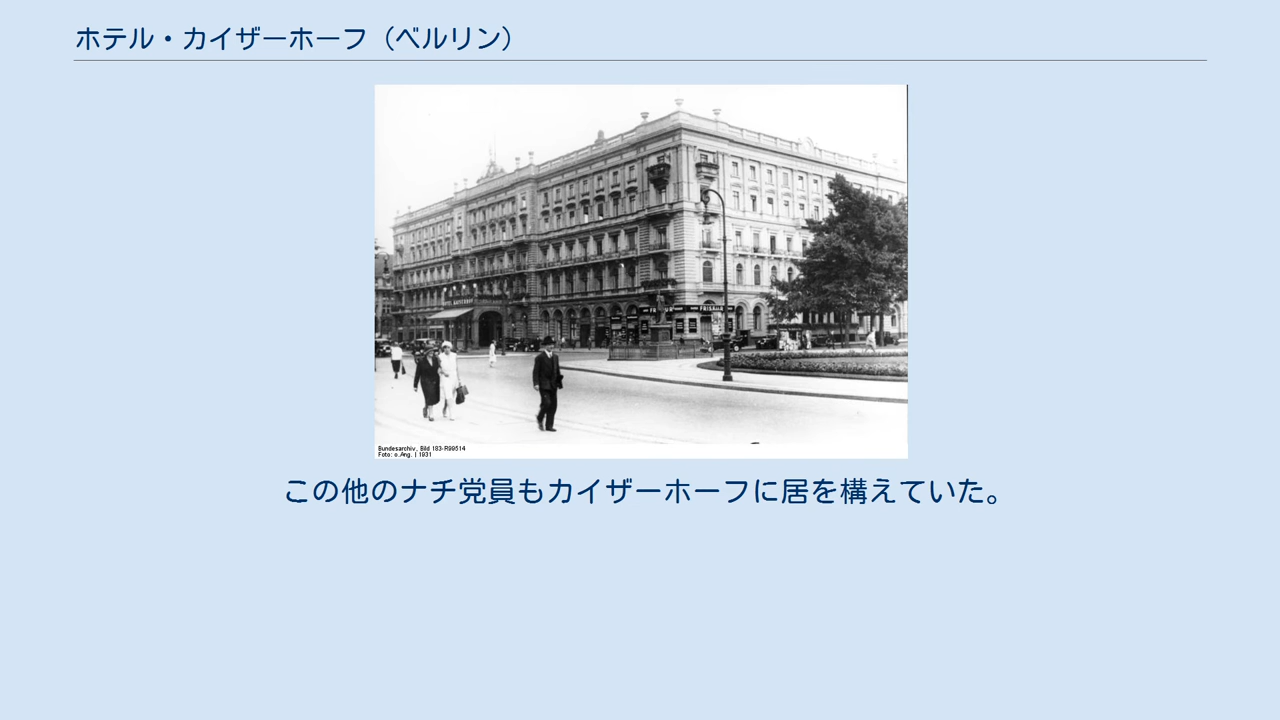 ホテル・カイザーホーフ（ベルリン）
FRISEUR
Bundesarchiv, Bild 183-R99514
Foto: o.Ang. | 1931
この他のナチ党員もカイザーホーフに居を構えていた。